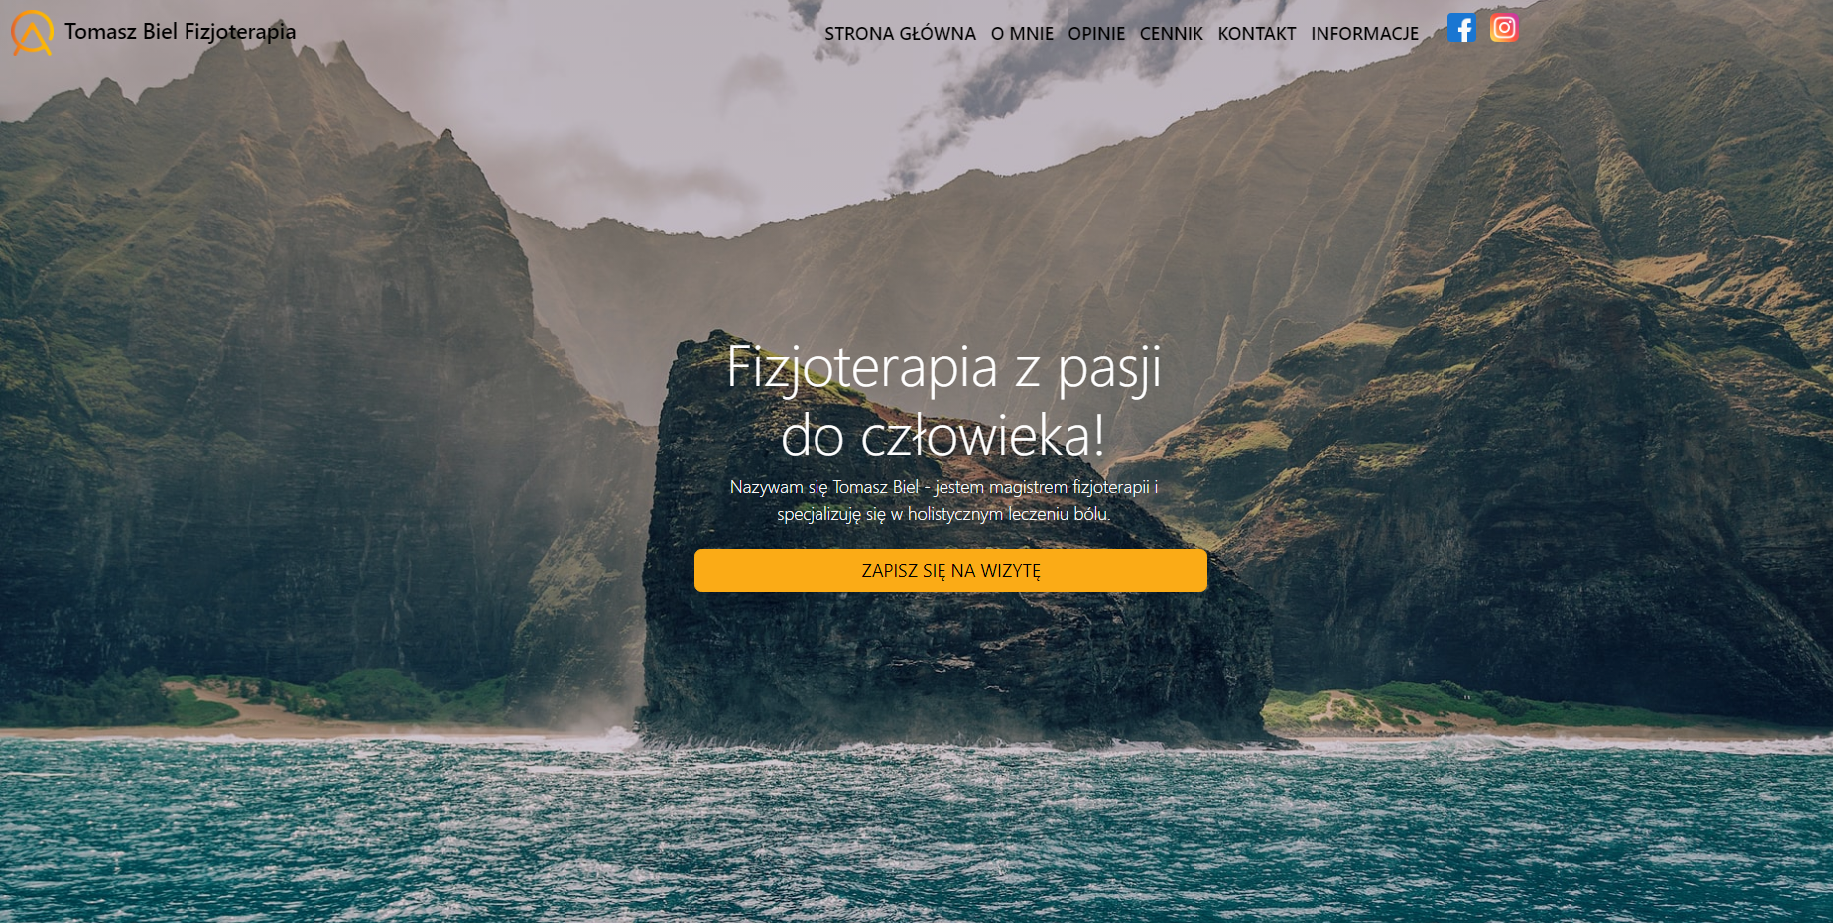 Tomasz Biel Fizjoterapia
STRONA GŁÓWNA O MNIE OPINIE CENNIK KONTAKT INFORMACJE
Fizjoterapia z pasji
do człowieka!
Nazywam się Tomasz Biel - jestem magistrem fizjoterapii i
specjalizuję się w holistycznym leczeniu bólu.
ZAPISZ SIĘ NA WIZYTĘ